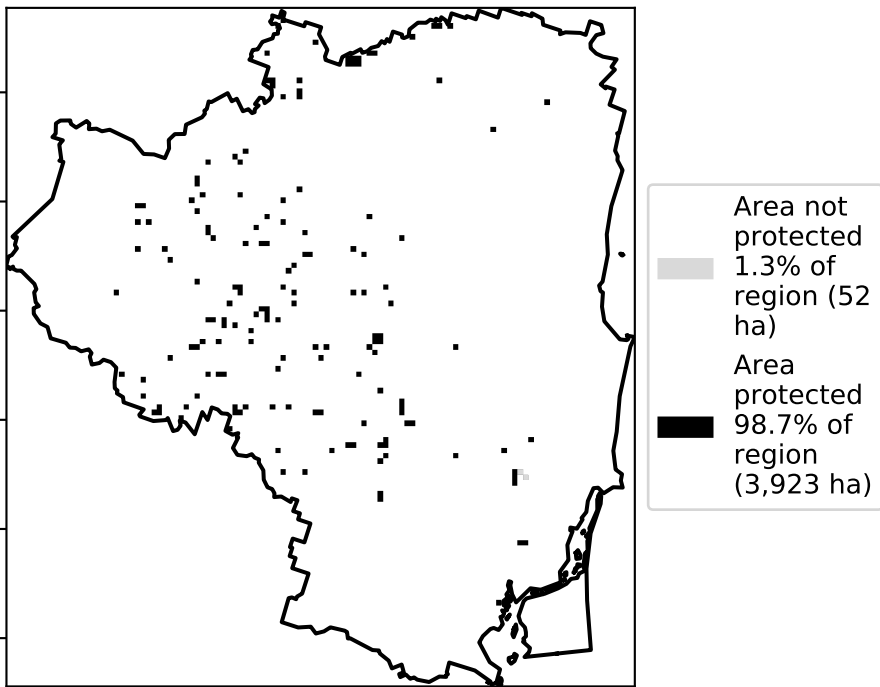 Area not
protected
1.3% of
region (52
ha)
Area
protected
98.7% of
region
(3,923 ha)